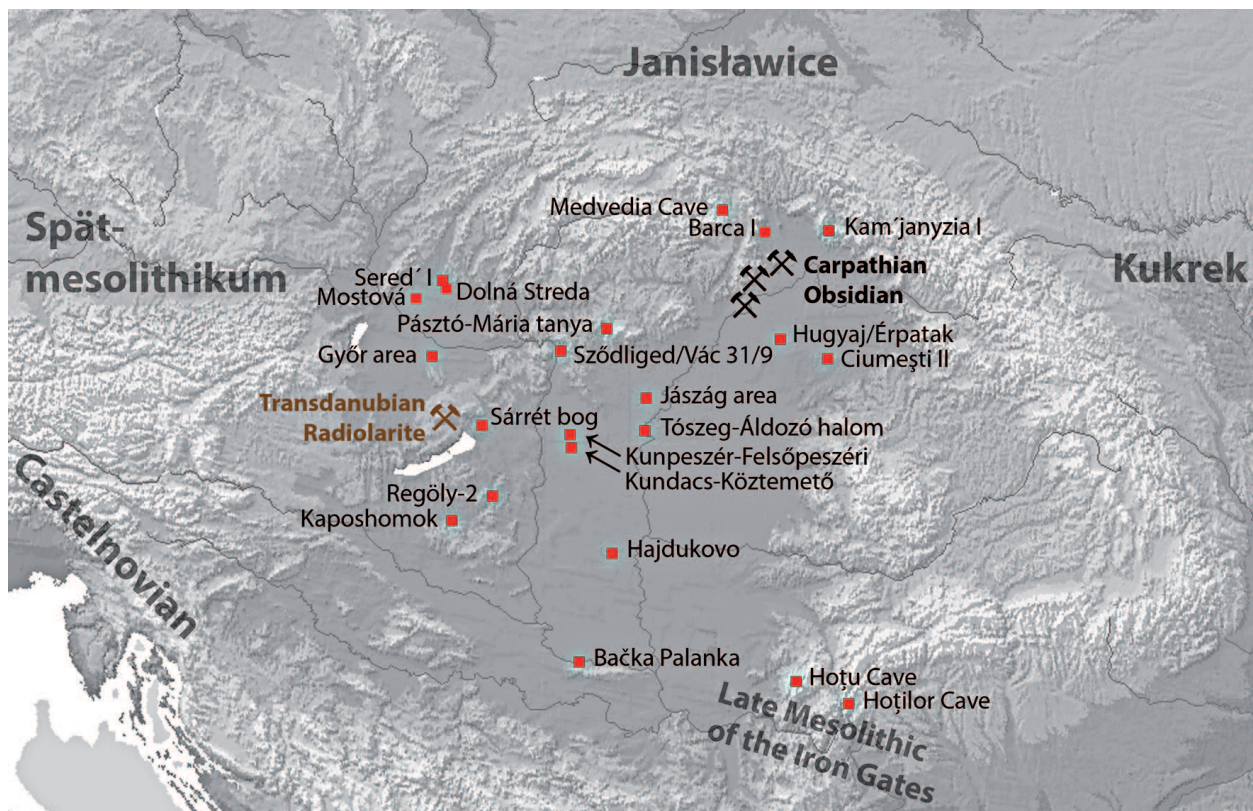 Janisławice
Spät-
mesolithikum
Medvedia Cave
Barca I
Kam´janyzia I
Kukrek
Carpathian
Obsidian
Sered´ I
Dolná Streda
Mostová
Pásztó-Mária tanya
Hugyaj/Érpatak
Győr area
Sződliged/Vác 31/9
Ciumeşti II
Jászág area
Transdanubian
Radiolarite
Sárrét bog
Tószeg-Áldozó halom
Kunpeszér-Felsőpeszéri
Kundacs-Köztemető
Regöly-2
Kaposhomok
Castelnovian
Hajdukovo
Bačka Palanka
Hoţu Cave
Hoţilor Cave
Late Mesolithic
of the Iron Gates